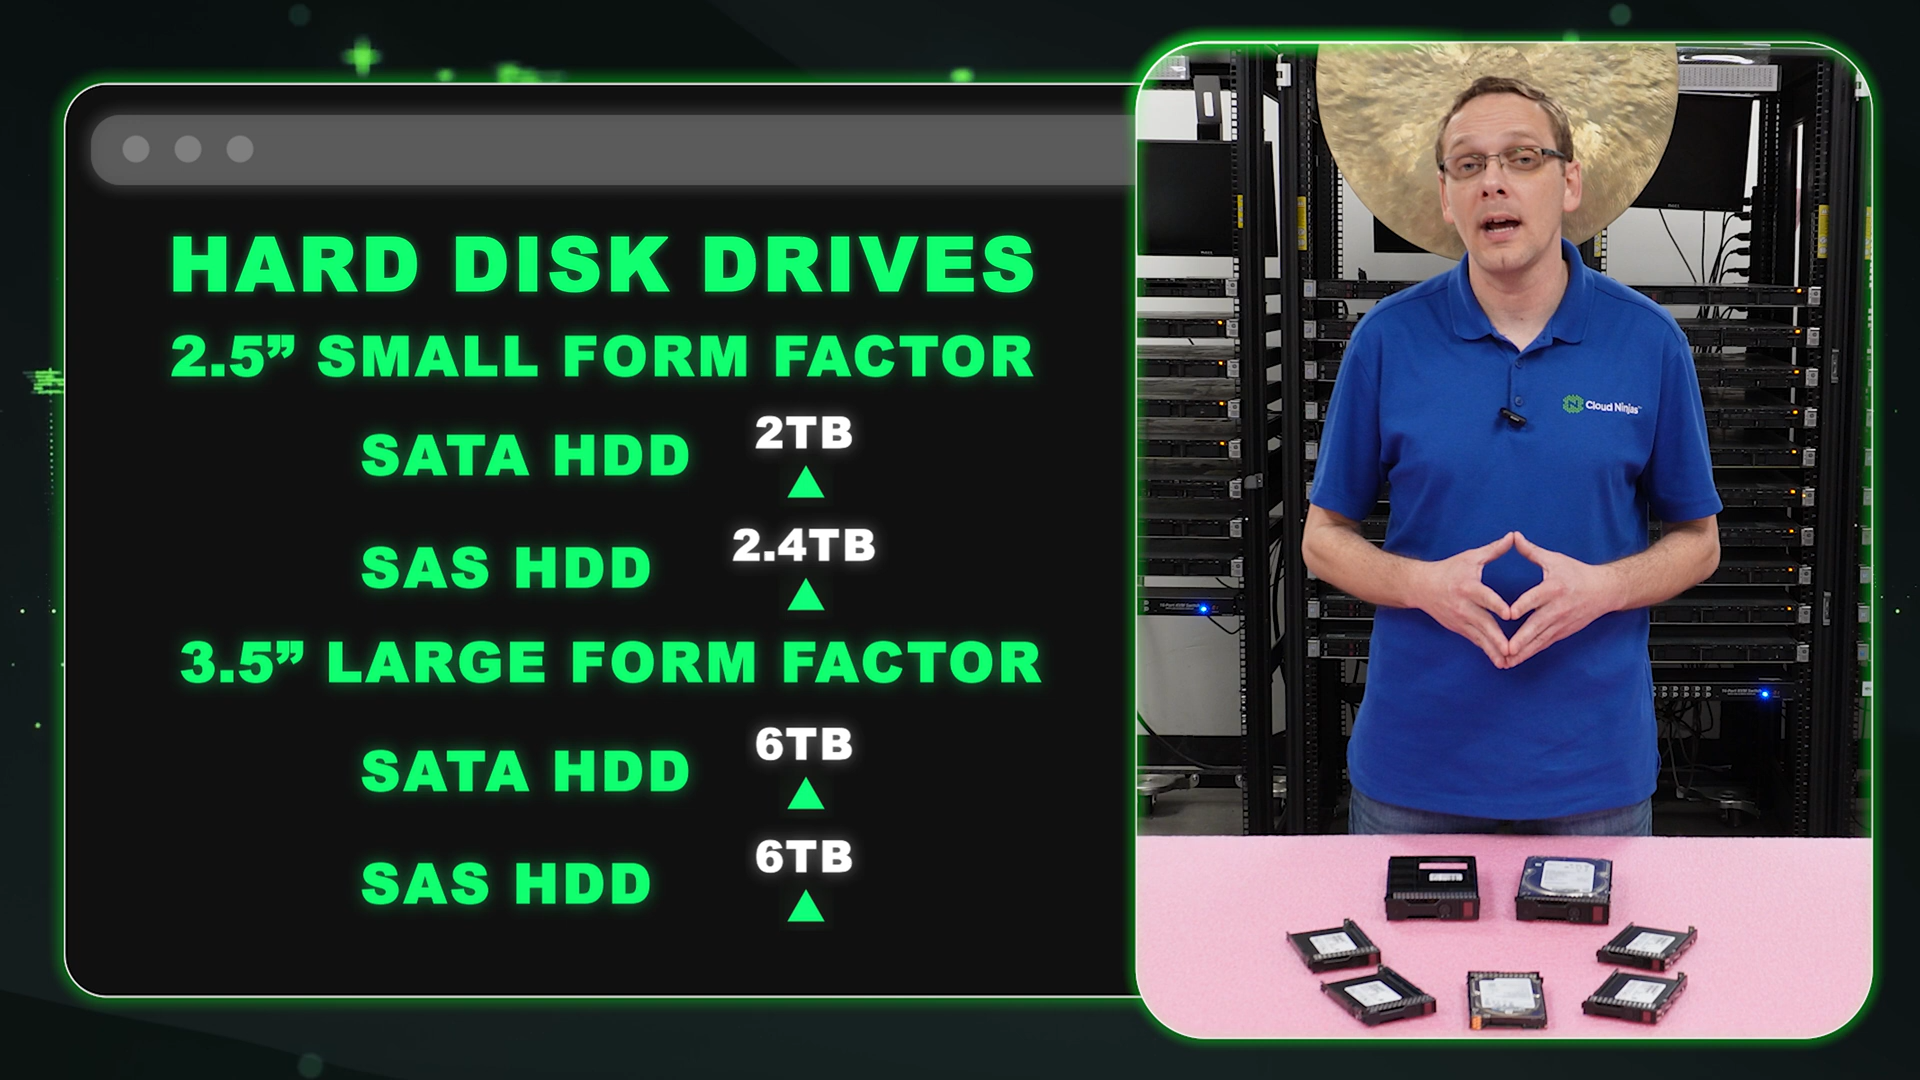 HARD DISK DRIVES
2.5” SMALL FORM FACTOR
SATA HDD 2TB
SAS HDD 2.4TB
3.5” LARGE FORM FACTOR
SATA HDD 6TB
SAS HDD 6TB
Cloud Ninjas